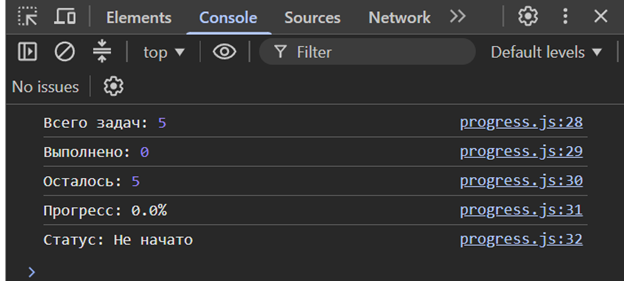 Elements Console Sources Network
top Filter Default levels
No issues
Всего задач: 5 progress.js:28
Выполнено: 0 progress.js:29
Осталось: 5 progress.js:30
Прогресс: 0.0% progress.js:31
Статус: Не начато progress.js:32